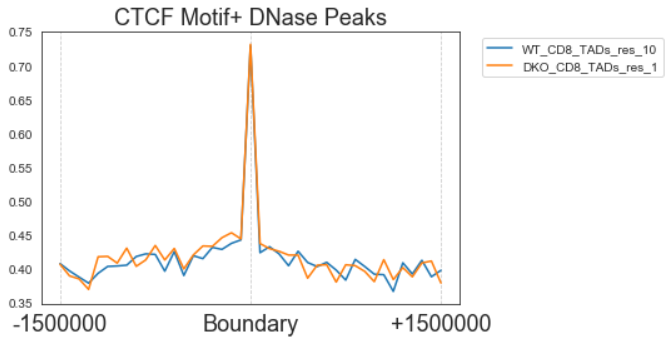 CTCF Motif+ DNase Peaks
0.75
0.70
0.65
0.60
0.55
0.50
0.45
0.40
0.35
-1500000 Boundary +1500000
WT_CD8_TADs_res_10
DKO_CD8_TADs_res_1